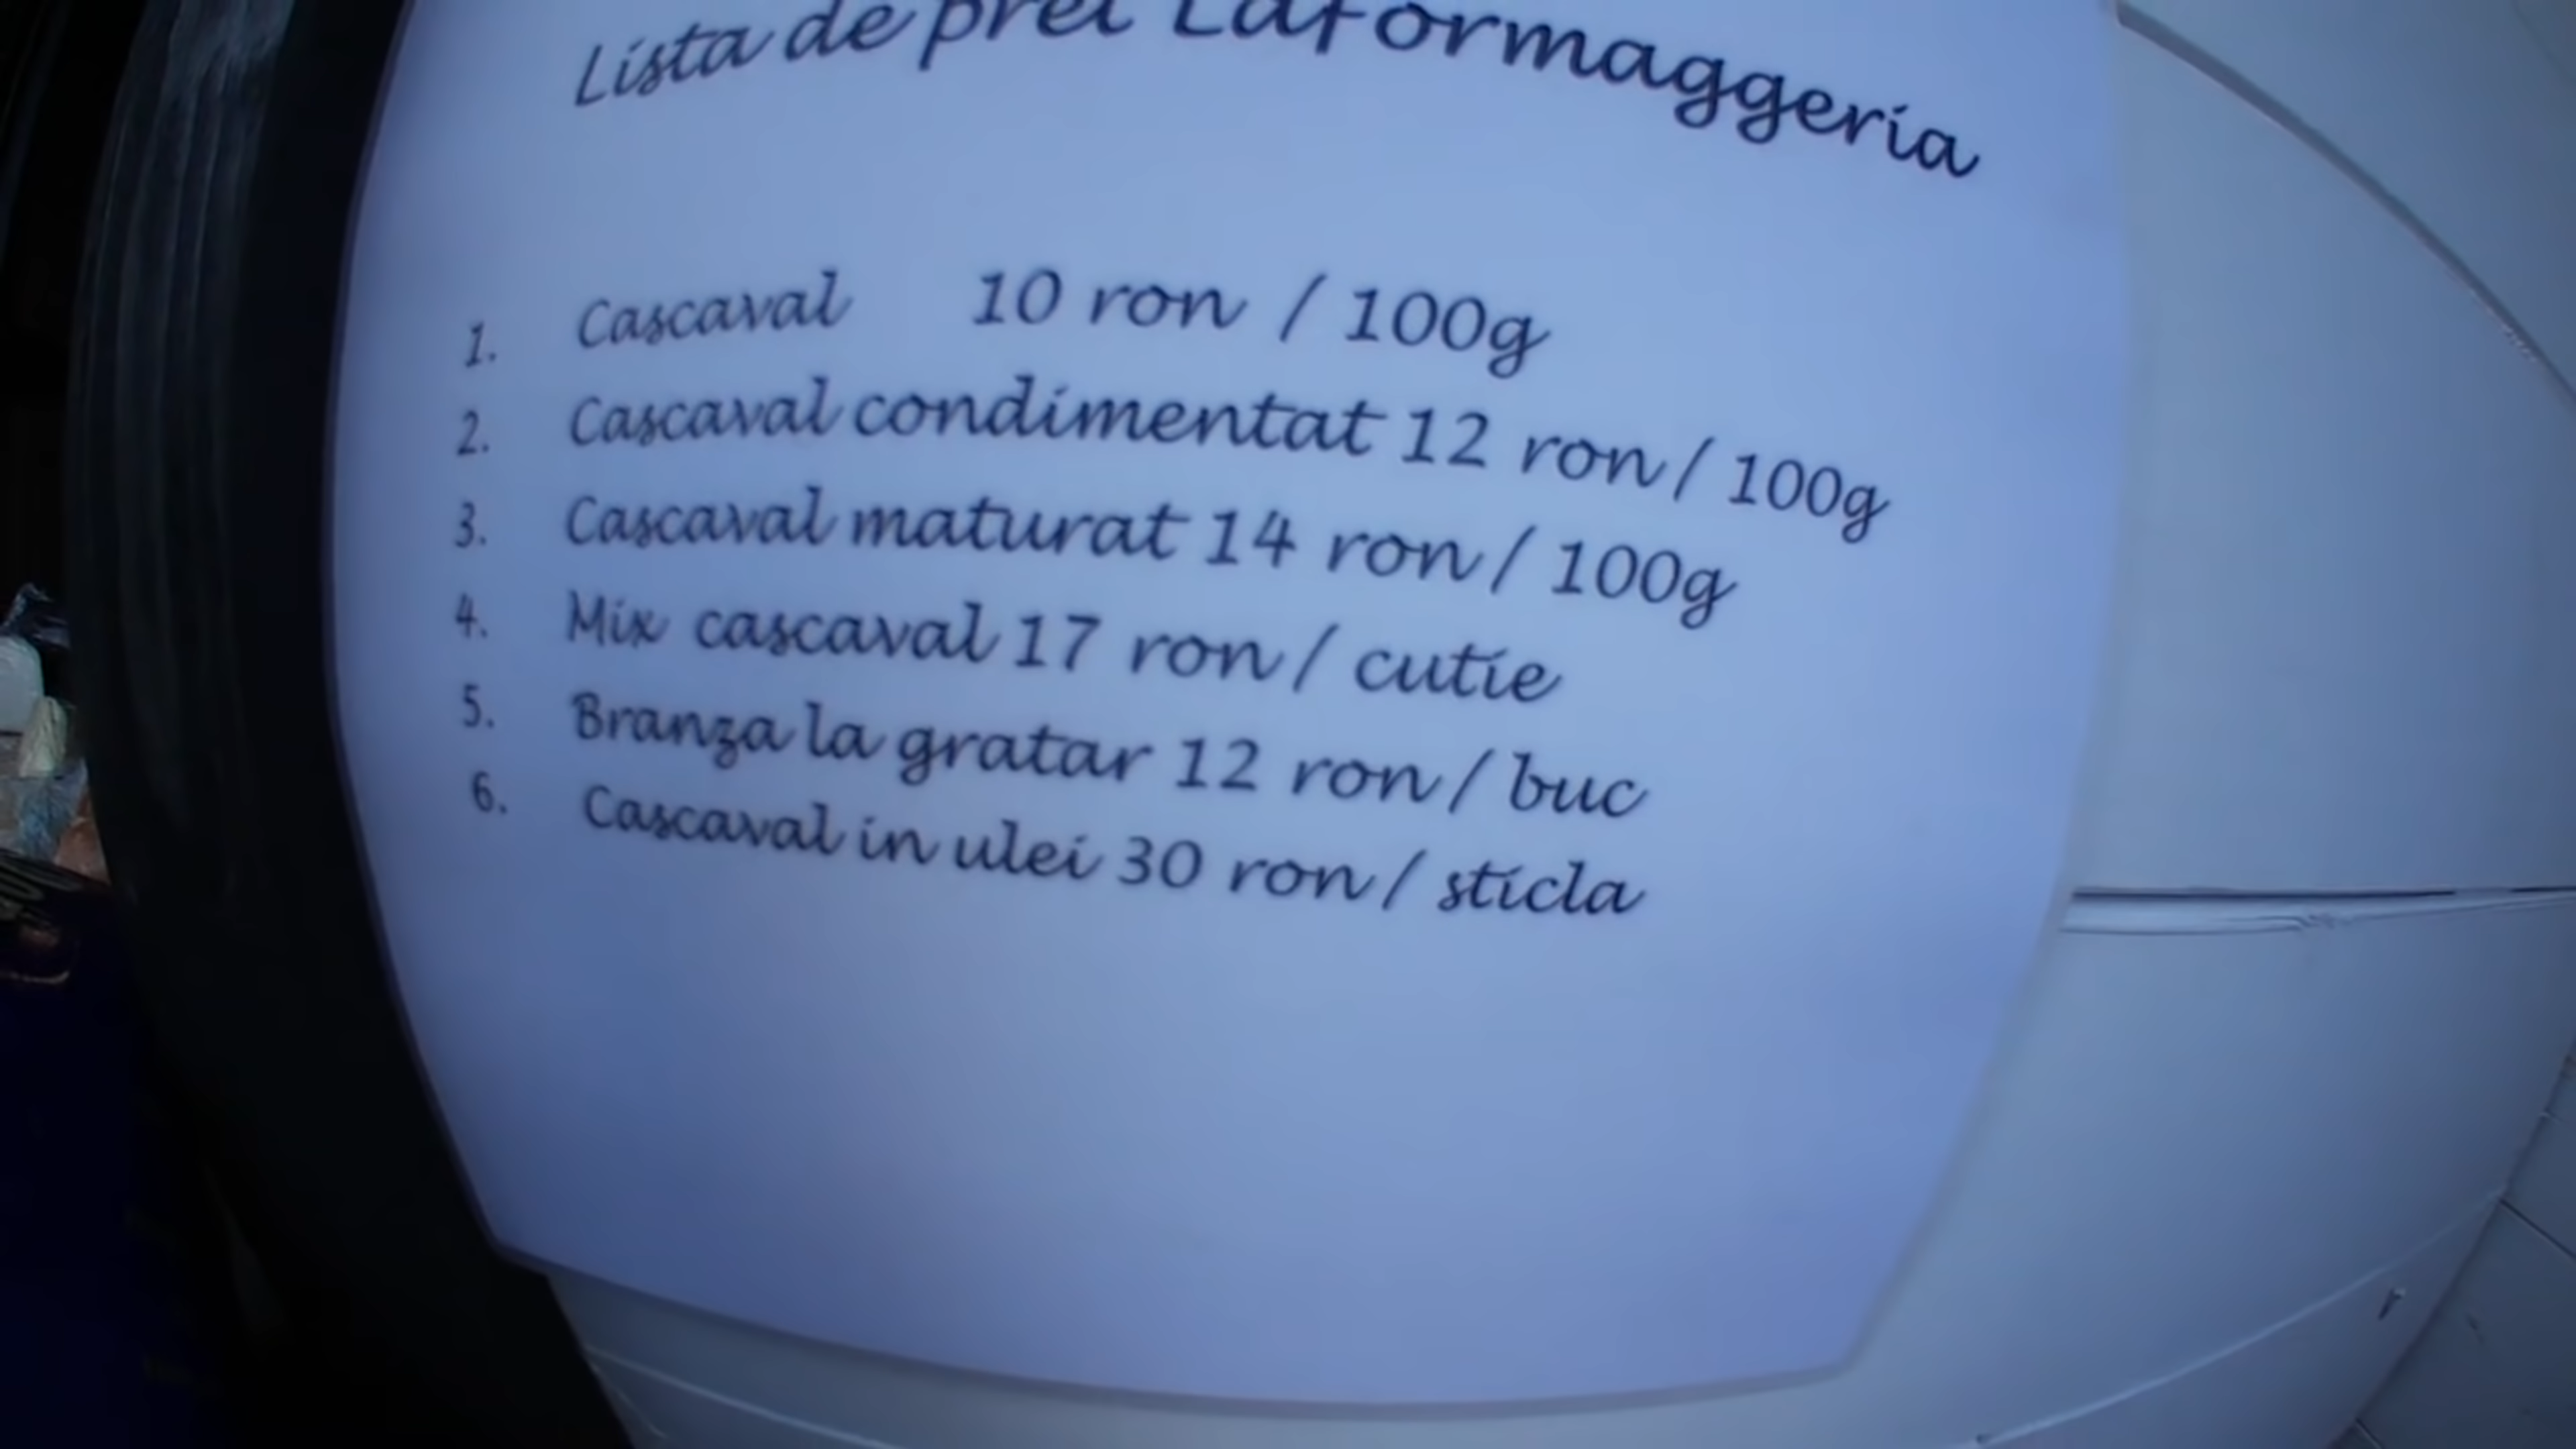 Lista de pret LaFormaggeria
1. Cascaval 10 ron / 100g
2. Cascaval condimentat 12 ron/ 100g
3. Cascaval maturat 14 ron/ 100g
4. Mix cascaval 17 ron/ cutie
5. Branza la gratar 12 ron/ buc
6. Cascaval in ulei 30 ron/ sticla